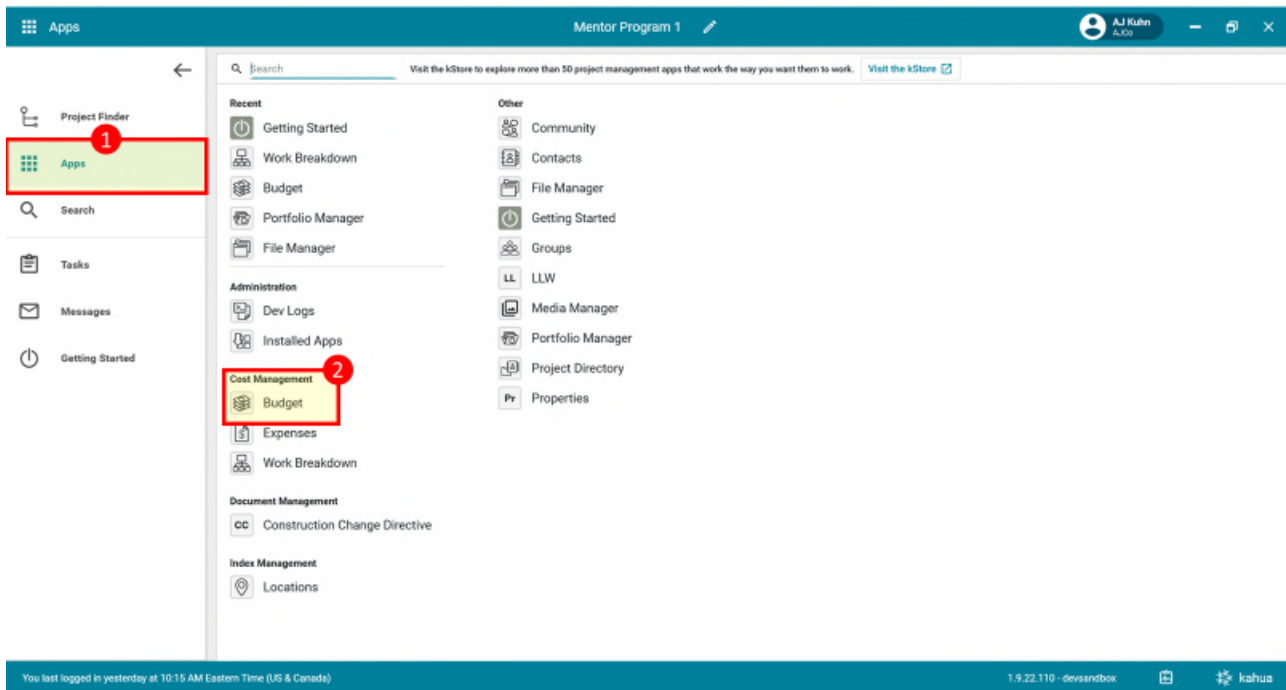 Apps
Mentor Program 1
AJ Kuhn
AJCo
Project Finder
1
Apps
Search
Tasks
Messages
Getting Started
Search
Visit the kStore to explore more than 50 project management apps that work the way you want them to work.
Visit the kStore
Recent
Getting Started
Work Breakdown
Budget
Portfolio Manager
File Manager
Administration
Dev Logs
Installed Apps
2
Cost Management
Budget
Expenses
Work Breakdown
Document Management
CC Construction Change Directive
Index Management
Locations
Other
Community
Contacts
File Manager
Getting Started
Groups
LL LLW
Media Manager
Portfolio Manager
Project Directory
Pr Properties
You last logged in yesterday at 10:15 AM Eastern Time (US & Canada)
1.9.22.110 - devsandbox
kahua